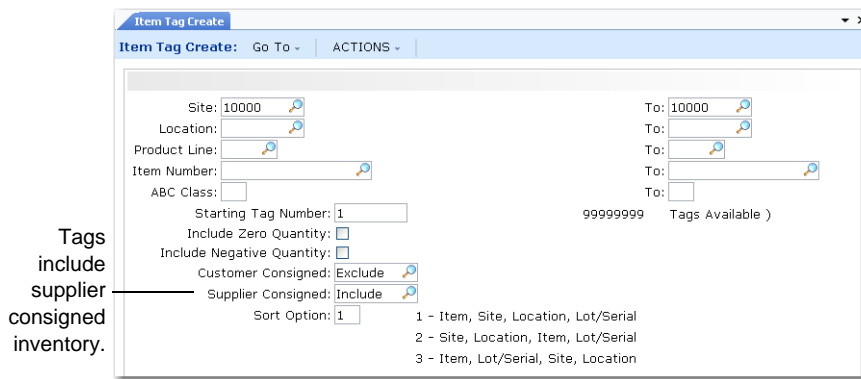 Item Tag Create
Item Tag Create: Go To ACTIONS
Site: 10000 To: 10000
Location: To:
Product Line: To:
Item Number: To:
ABC Class: To:
Starting Tag Number: 1 99999999 Tags Available )
Include Zero Quantity:
Include Negative Quantity:
Customer Consigned: Exclude
Supplier Consigned: Include
Sort Option: 1 1 - Item, Site, Location, Lot/Serial
2 - Site, Location, Item, Lot/Serial
3 - Item, Lot/Serial, Site, Location
Tags
include
supplier
consigned
inventory.